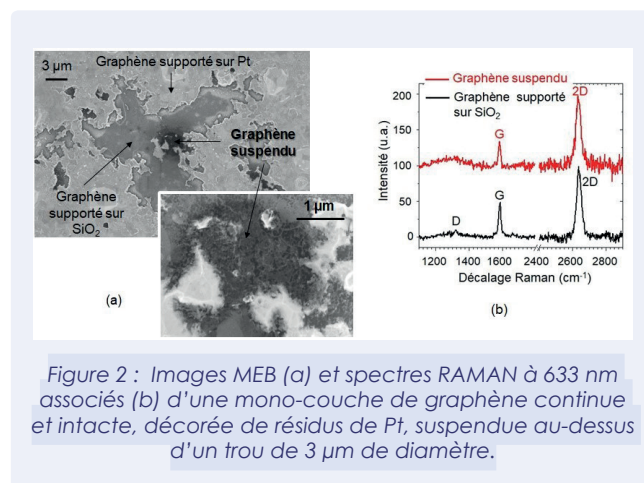 3 µm
Graphène supporté sur Pt
Graphène
suspendu
Graphène
supporté sur
SiO2
1 µm
(a)
Graphène suspendu
Graphène supporté
sur SiO2
2D
G
2D
G
D
Intensité (u.a.)
200
150
100
50
0
1200 1600 2000 2400 2600 2800
Décalage Raman (cm-1)
(b)
Figure 2 : Images MEB (a) et spectres RAMAN à 633 nm
associés (b) d'une mono-couche de graphène continue
et intacte, décorée de résidus de Pt, suspendue au-dessus
d'un trou de 3 µm de diamètre.